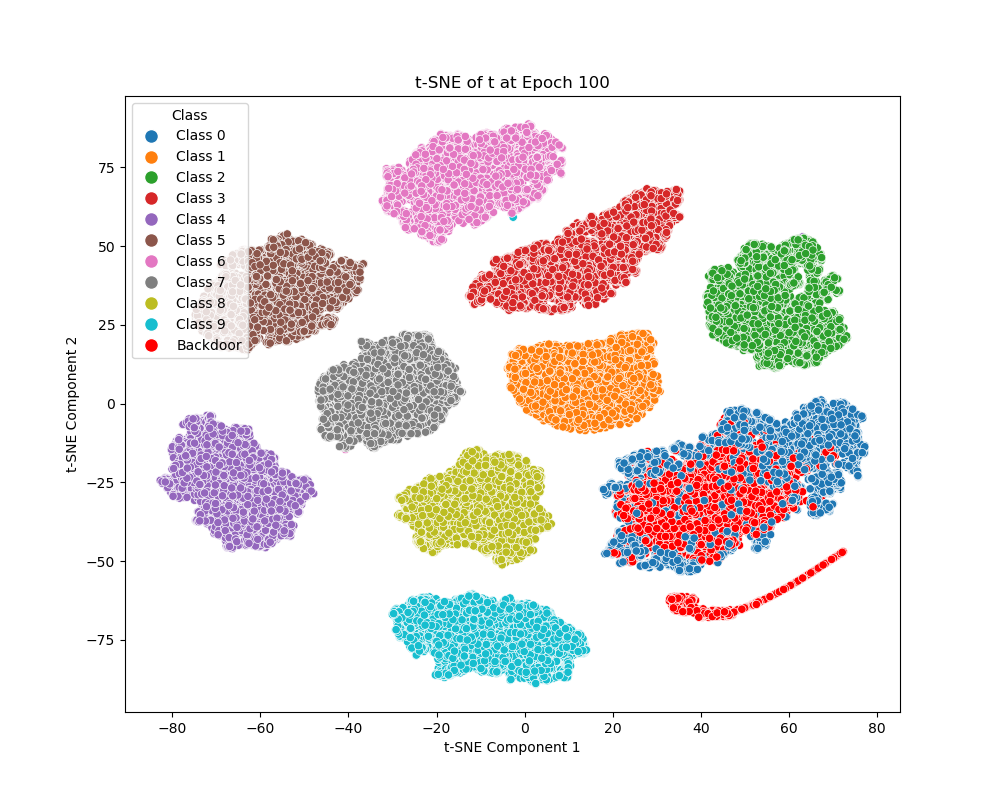 t-SNE of t at Epoch 100
Class
Class 0
Class 1
Class 2
Class 3
Class 4
Class 5
Class 6
Class 7
Class 8
Class 9
Backdoor
75
50
25
0
−25
−50
−75
t-SNE Component 2
−80 −60 −40 −20 0 20 40 60 80
t-SNE Component 1